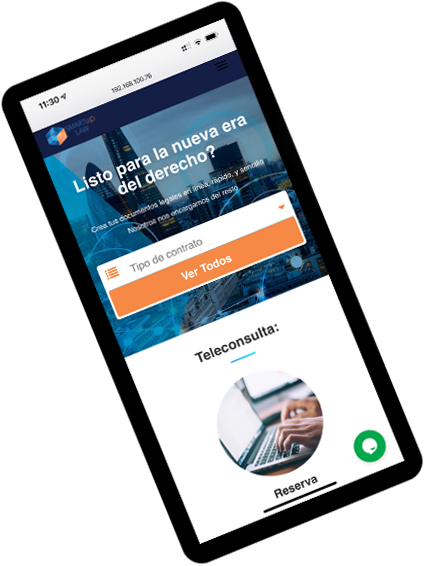 11:30
192.168.100.76
SMARTUP
LAW
Listo para la nueva era
del derecho?
Crea tus documentos legales en línea, rápido, y sencillo
Nosotros nos encargamos del resto
Tipo de contrato
Ver Todos
Teleconsulta:
Reserva